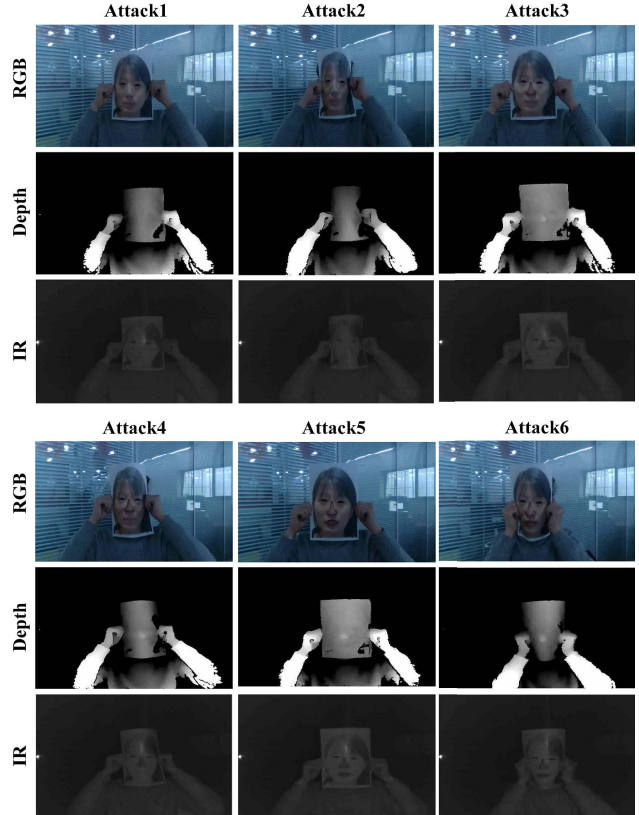 Attack1 Attack2 Attack3
RGB
Depth
IR
Attack4 Attack5 Attack6
RGB
Depth
IR